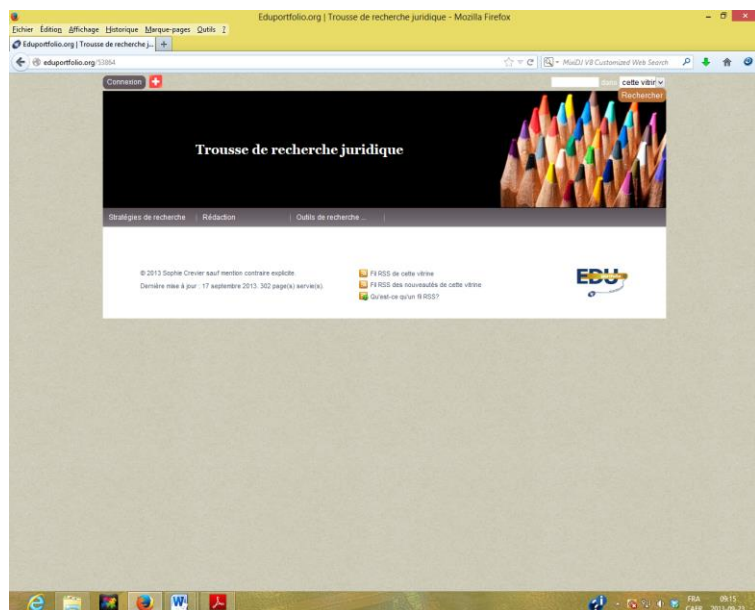 Eduportfolio.org | Trousse de recherche juridique - Mozilla Firefox
Fichier Édition Affichage Historique Marque-pages Outils ?
Eduportfolio.org | Trousse de recherche j... +
eduportfolio.org/53864
MixiDJ V8 Customized Web Search
Connexion
dans cette vitrin
Rechercher
Trousse de recherche juridique
Stratégies de recherche | Rédaction | Outils de recherche ... |
© 2013 Sophie Crevier sauf mention contraire explicite.
Dernière mise à jour : 17 septembre 2013. 302 page(s) servie(s).
Fil RSS de cette vitrine
Fil RSS des nouveautés de cette vitrine
Qu'est-ce qu'un fil RSS?
EDU
FRA 09:15
CAFR